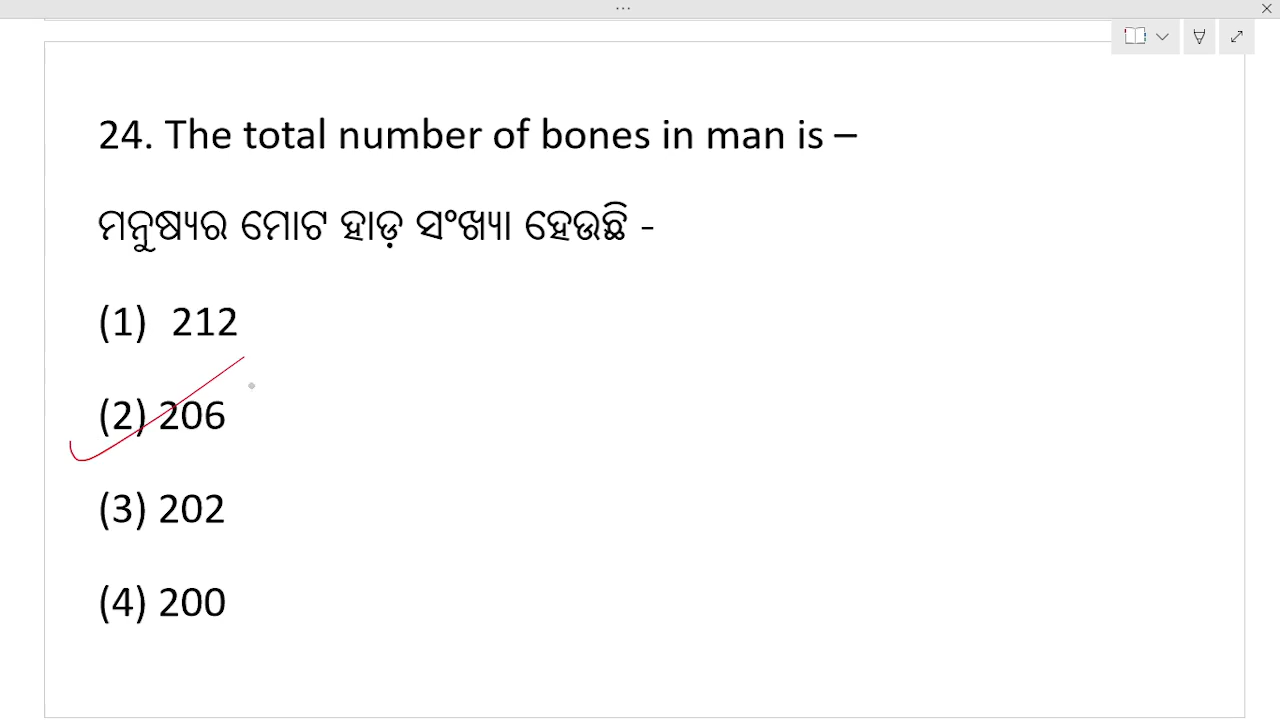 24. The total number of bones in man is –
ମନୁଷ୍ୟର ମୋଟ ହାଡ଼ ସଂଖ୍ୟା ହେଉଛି -
(1) 212
(2) 206
(3) 202
(4) 200